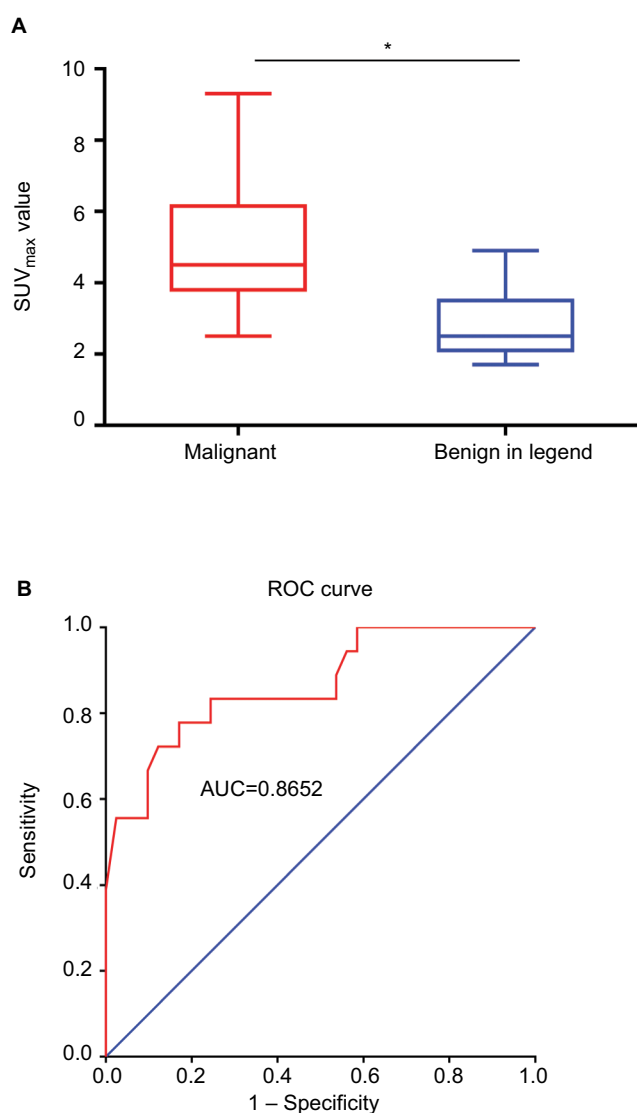 A
*
10
8
6
4
2
0
SUVmax value
Malignant
Benign in legend
B
ROC curve
1.0
0.8
0.6
0.4
0.2
0.0
Sensitivity
AUC=0.8652
0.0 0.2 0.4 0.6 0.8 1.0
1 – Specificity